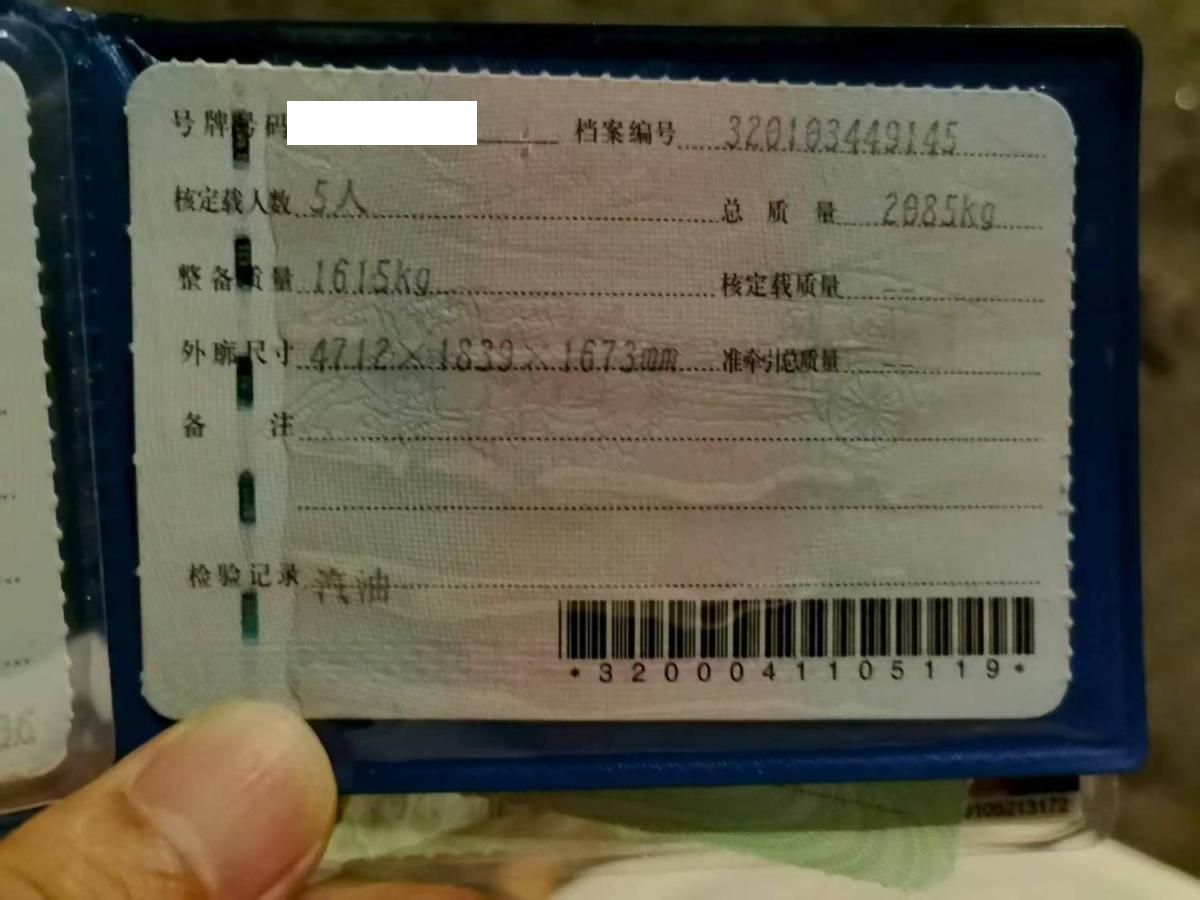 号牌号码 档案编号 320103449145
核定载人数 5人 总质量 2085kg
整备质量 1615kg 核定载质量 --
外廓尺寸 4712×1839×1673mm 准牵引总质量 --
备注
检验记录 汽油
*3200041105119*
0105213172